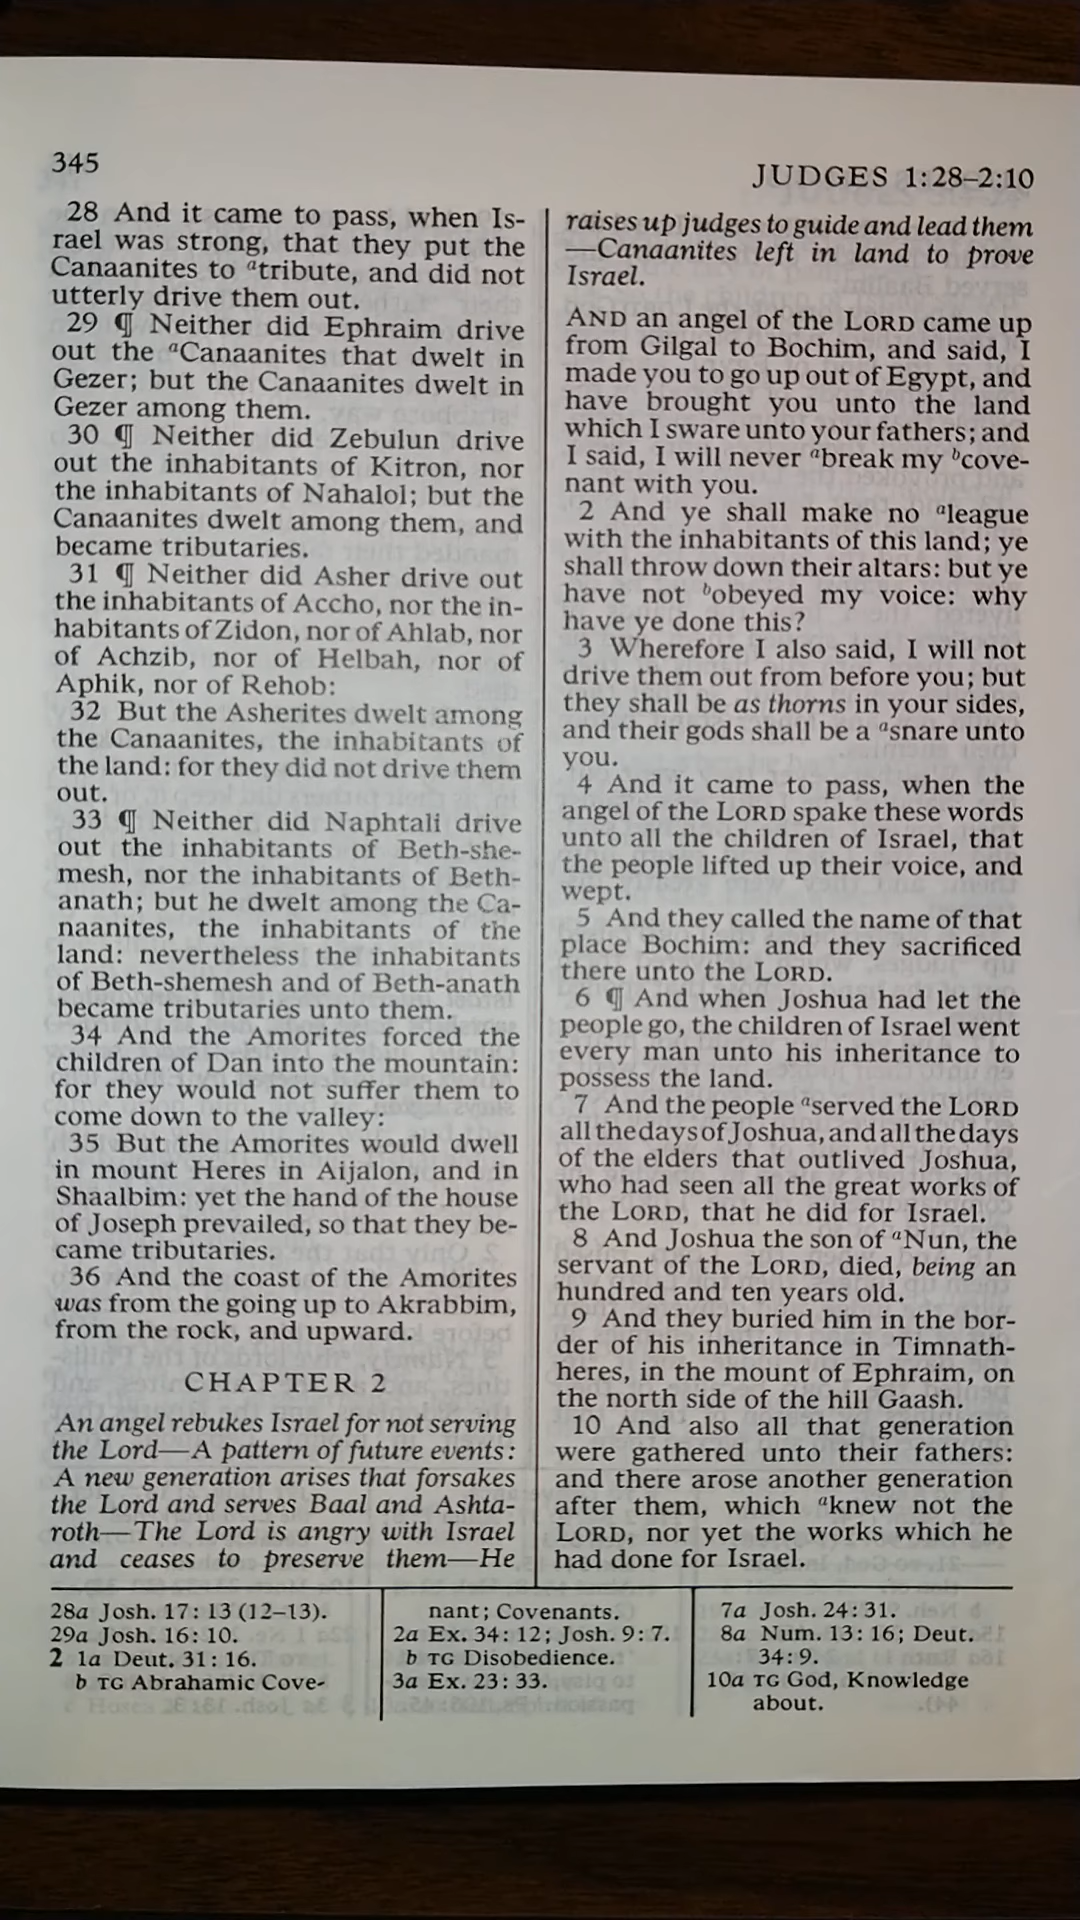 345
JUDGES 1:28–2:10
28 And it came to pass, when Is-
rael was strong, that they put the
Canaanites to atribute, and did not
utterly drive them out.
29 ¶ Neither did Ephraim drive
out the aCanaanites that dwelt in
Gezer; but the Canaanites dwelt in
Gezer among them.
30 ¶ Neither did Zebulun drive
out the inhabitants of Kitron, nor
the inhabitants of Nahalol; but the
Canaanites dwelt among them, and
became tributaries.
31 ¶ Neither did Asher drive out
the inhabitants of Accho, nor the in-
habitants of Zidon, nor of Ahlab, nor
of Achzib, nor of Helbah, nor of
Aphik, nor of Rehob:
32 But the Asherites dwelt among
the Canaanites, the inhabitants of
the land: for they did not drive them
out.
33 ¶ Neither did Naphtali drive
out the inhabitants of Beth-she-
mesh, nor the inhabitants of Beth-
anath; but he dwelt among the Ca-
naanites, the inhabitants of the
land: nevertheless the inhabitants
of Beth-shemesh and of Beth-anath
became tributaries unto them.
34 And the Amorites forced the
children of Dan into the mountain:
for they would not suffer them to
come down to the valley:
35 But the Amorites would dwell
in mount Heres in Aijalon, and in
Shaalbim: yet the hand of the house
of Joseph prevailed, so that they be-
came tributaries.
36 And the coast of the Amorites
was from the going up to Akrabbim,
from the rock, and upward.
CHAPTER 2
An angel rebukes Israel for not serving
the Lord—A pattern of future events:
A new generation arises that forsakes
the Lord and serves Baal and Ashta-
roth—The Lord is angry with Israel
and ceases to preserve them—He
raises up judges to guide and lead them
—Canaanites left in land to prove
Israel.
AND an angel of the LORD came up
from Gilgal to Bochim, and said, I
made you to go up out of Egypt, and
have brought you unto the land
which I sware unto your fathers; and
I said, I will never abreak my bcove-
nant with you.
2 And ye shall make no aleague
with the inhabitants of this land; ye
shall throw down their altars: but ye
have not bobeyed my voice: why
have ye done this?
3 Wherefore I also said, I will not
drive them out from before you; but
they shall be as thorns in your sides,
and their gods shall be a asnare unto
you.
4 And it came to pass, when the
angel of the LORD spake these words
unto all the children of Israel, that
the people lifted up their voice, and
wept.
5 And they called the name of that
place Bochim: and they sacrificed
there unto the LORD.
6 ¶ And when Joshua had let the
people go, the children of Israel went
every man unto his inheritance to
possess the land.
7 And the people aserved the LORD
all the days of Joshua, and all the days
of the elders that outlived Joshua,
who had seen all the great works of
the LORD, that he did for Israel.
8 And Joshua the son of aNun, the
servant of the LORD, died, being an
hundred and ten years old.
9 And they buried him in the bor-
der of his inheritance in Timnath-
heres, in the mount of Ephraim, on
the north side of the hill Gaash.
10 And also all that generation
were gathered unto their fathers:
and there arose another generation
after them, which aknew not the
LORD, nor yet the works which he
had done for Israel.
28a Josh. 17: 13 (12–13).
29a Josh. 16: 10.
2 1a Deut. 31: 16.
b TG Abrahamic Cove-
nant; Covenants.
2a Ex. 34: 12; Josh. 9: 7.
b TG Disobedience.
3a Ex. 23: 33.
7a Josh. 24: 31.
8a Num. 13: 16; Deut.
34: 9.
10a TG God, Knowledge
about.